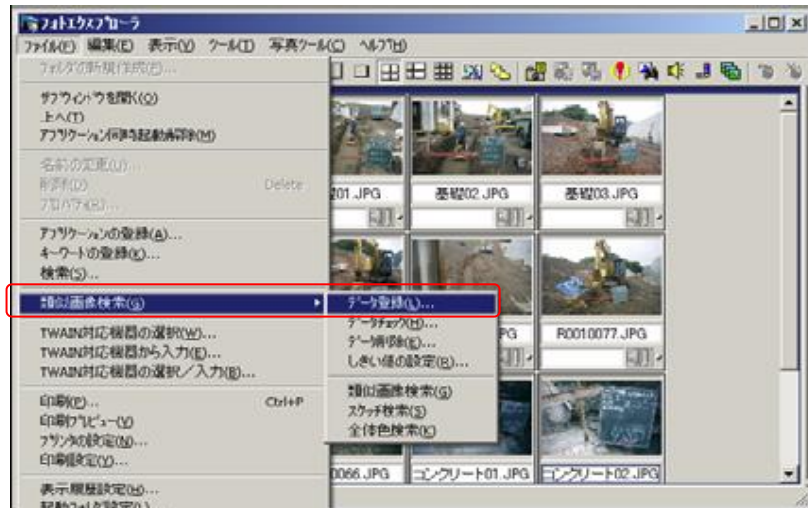 フォトエクスプローラ
ファイル(F) 編集(E) 表示(V) ツール(T) 写真ツール(C) ヘルプ(H)
フォルダの新規作成(F)...
サブウィンドウを開く(O)
上へ(T)
アプリケーション同時起動解除(M)
名前の変更(U)...
削除(D) Delete
プロパティ(R)...
アプリケーションの登録(A)...
キーワードの登録(K)...
検索(S)...
類似画像検索(G)
TWAIN対応機器の選択(W)...
TWAIN対応機器から入力(E)...
TWAIN対応機器の選択/入力(B)...
印刷(P)... Ctrl+P
印刷プレビュー(V)
プリンタの設定(N)...
印刷設定(Y)...
表示履歴設定(H)...
データ登録(L)...
データチェック(H)...
データ削除(E)...
しきい値の設定(R)...
類似画像検索(G)
スケッチ検索(S)
全体色検索(K)
01.JPG 基礎02.JPG 基礎03.JPG
PG R0010077.JPG
0066.JPG コンクリート01.JPG コンクリート02.JPG